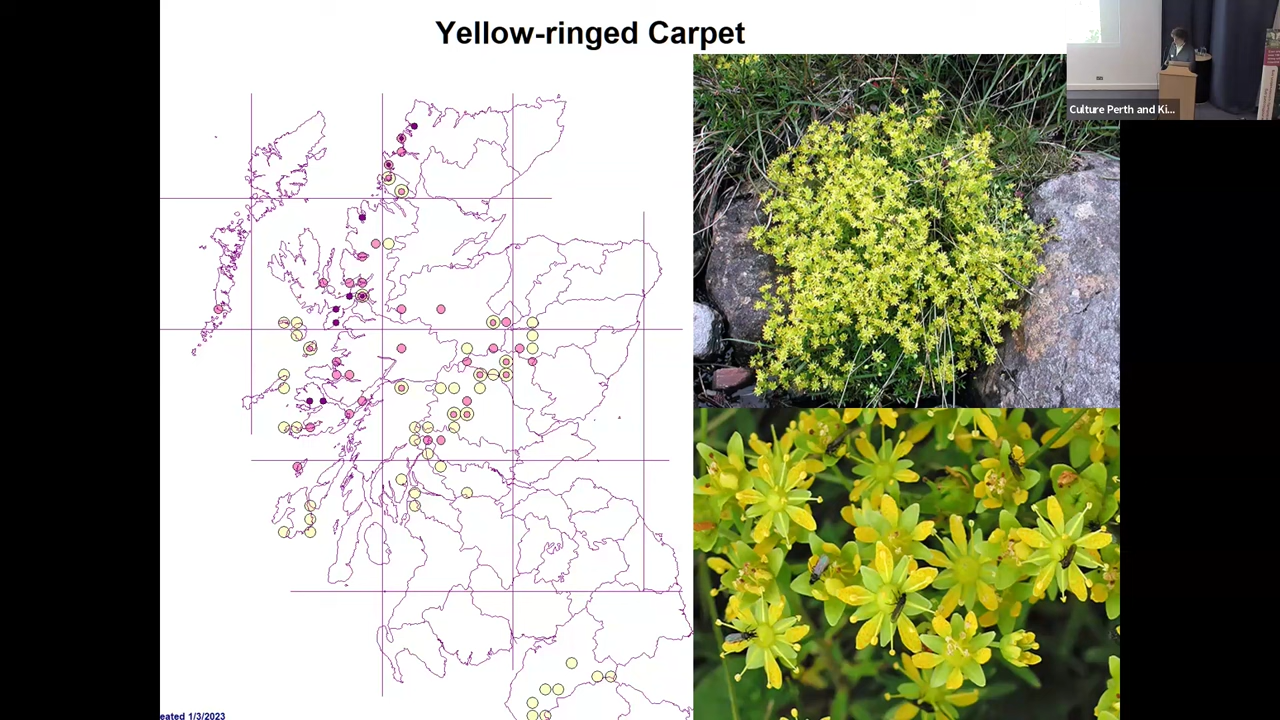 Yellow-ringed Carpet
Culture Perth and Ki...
eated 1/3/2023